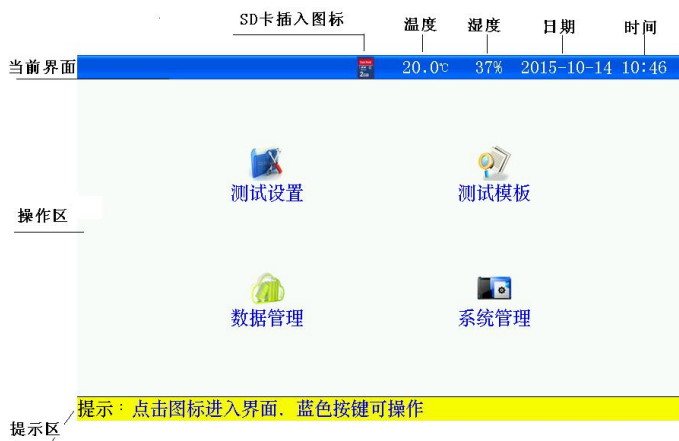 SD卡插入图标 温度 湿度 日期 时间
当前界面 20.0℃ 37% 2015-10-14 10:46
测试设置 测试模板
操作区
数据管理 系统管理
提示：点击图标进入界面．蓝色按键可操作
提示区